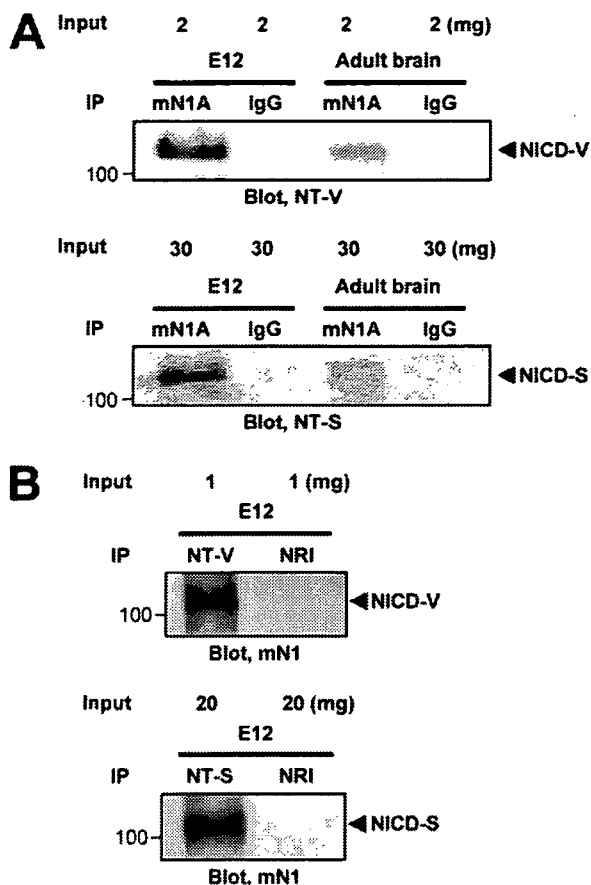 A
Input 2 2 2 2 (mg)
E12 Adult brain
IP mN1A IgG mN1A IgG
100
NICD-V
Blot, NT-V
Input 30 30 30 30 (mg)
E12 Adult brain
IP mN1A IgG mN1A IgG
100
NICD-S
Blot, NT-S
B
Input 1 1 (mg)
E12
IP NT-V NRI
100
NICD-V
Blot, mN1
Input 20 20 (mg)
E12
IP NT-S NRI
100
NICD-S
Blot, mN1